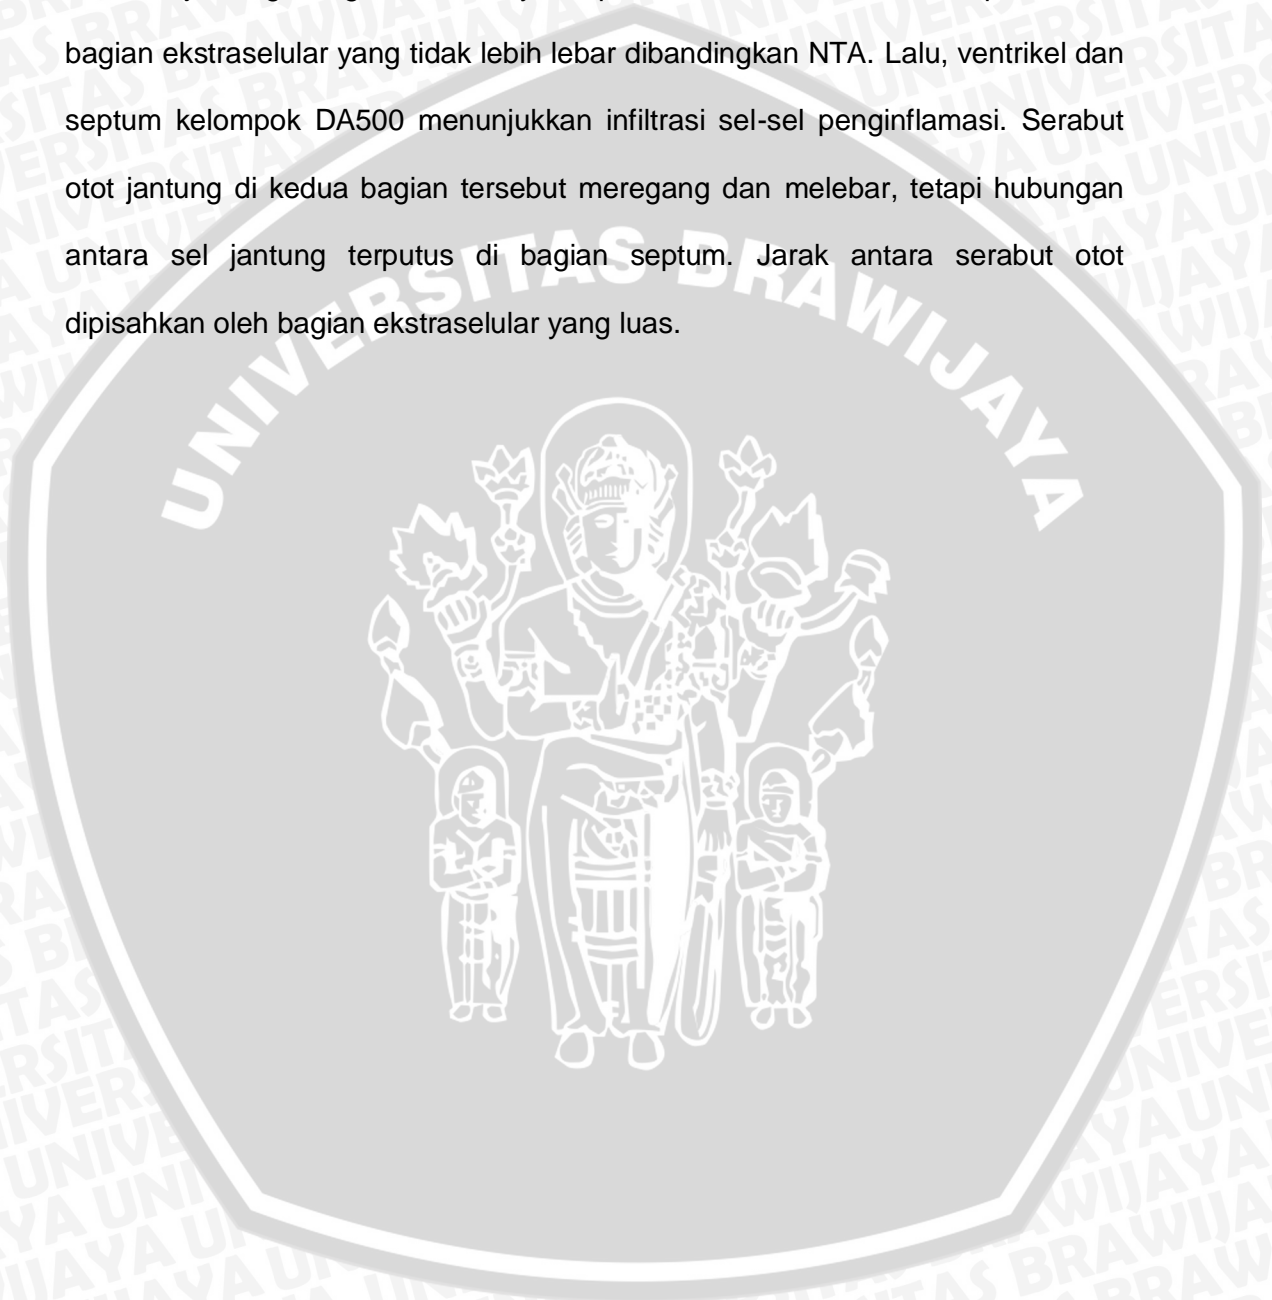 bagian ekstraselular yang tidak lebih lebar dibandingkan NTA. Lalu, ventrikel dan
septum kelompok DA500 menunjukkan infiltrasi sel-sel penginflamasi. Serabut
otot jantung di kedua bagian tersebut meregang dan melebar, tetapi hubungan
antara sel jantung terputus di bagian septum. Jarak antara serabut otot
dipisahkan oleh bagian ekstraselular yang luas.
UNIVERSITAS BRAWIJAYA